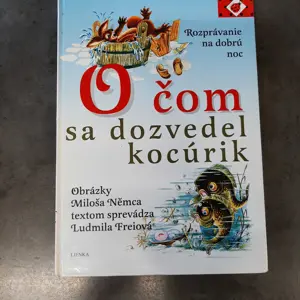 Rozprávanie
na dobrú
noc
O čom
sa dozvedel
kocúrik
Obrázky
Miloša Němca
textom sprevádza
Ludmila Freiová